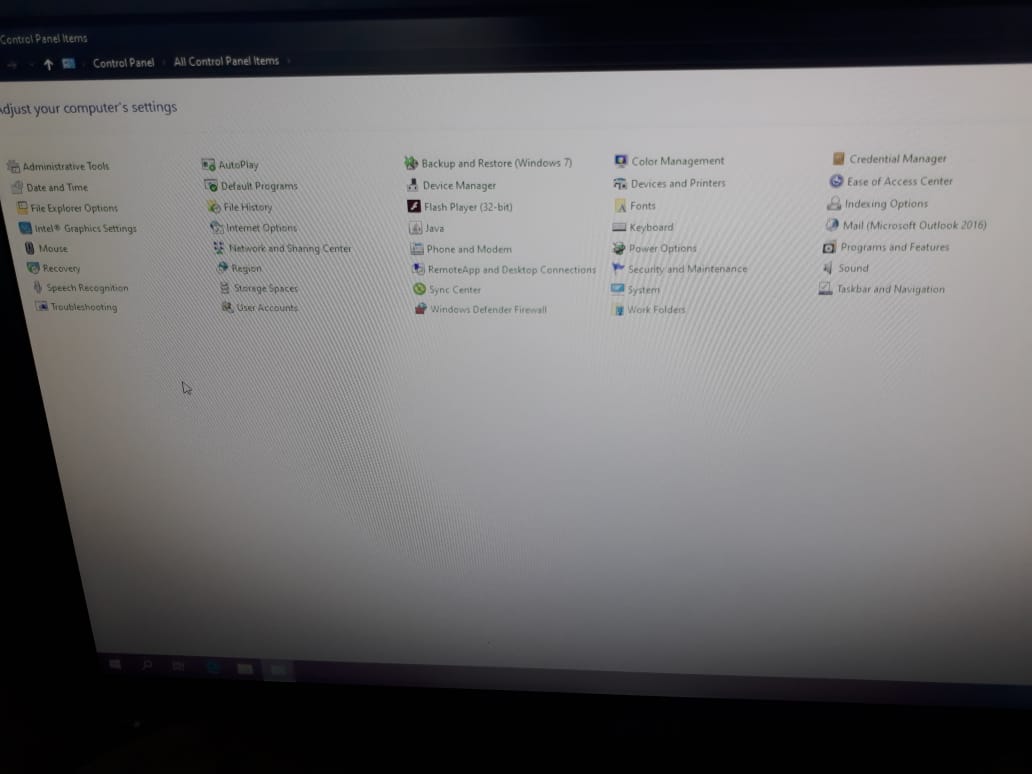 Control Panel Items
Control Panel All Control Panel Items
Adjust your computer's settings
Administrative Tools AutoPlay Backup and Restore (Windows 7) Color Management Credential Manager
Date and Time Default Programs Device Manager Devices and Printers Ease of Access Center
File Explorer Options File History Flash Player (32-bit) Fonts Indexing Options
Intel® Graphics Settings Internet Options Java Keyboard Mail (Microsoft Outlook 2016)
Mouse Network and Sharing Center Phone and Modem Power Options Programs and Features
Recovery Region RemoteApp and Desktop Connections Security and Maintenance Sound
Speech Recognition Storage Spaces Sync Center System Taskbar and Navigation
Troubleshooting User Accounts Windows Defender Firewall Work Folders